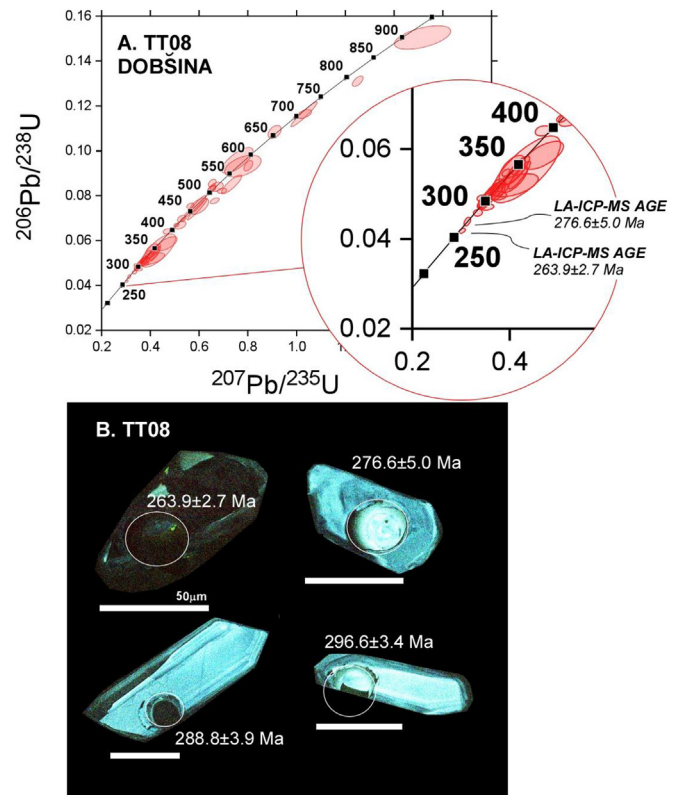 A. TT08
DOBŠINA
0.16
0.14
0.12
0.10
0.08
0.06
0.04
0.02
206Pb/238U
900
850
800
750
700
650
600
550
500
450
400
350
300
250
0.2
0.4
0.6
0.8
1.0
207Pb/235U
400
350
300
250
0.06
0.04
0.02
0.2
0.4
LA-ICP-MS AGE
276.6±5.0 Ma
LA-ICP-MS AGE
263.9±2.7 Ma
B. TT08
263.9±2.7 Ma
276.6±5.0 Ma
50µm
288.8±3.9 Ma
296.6±3.4 Ma